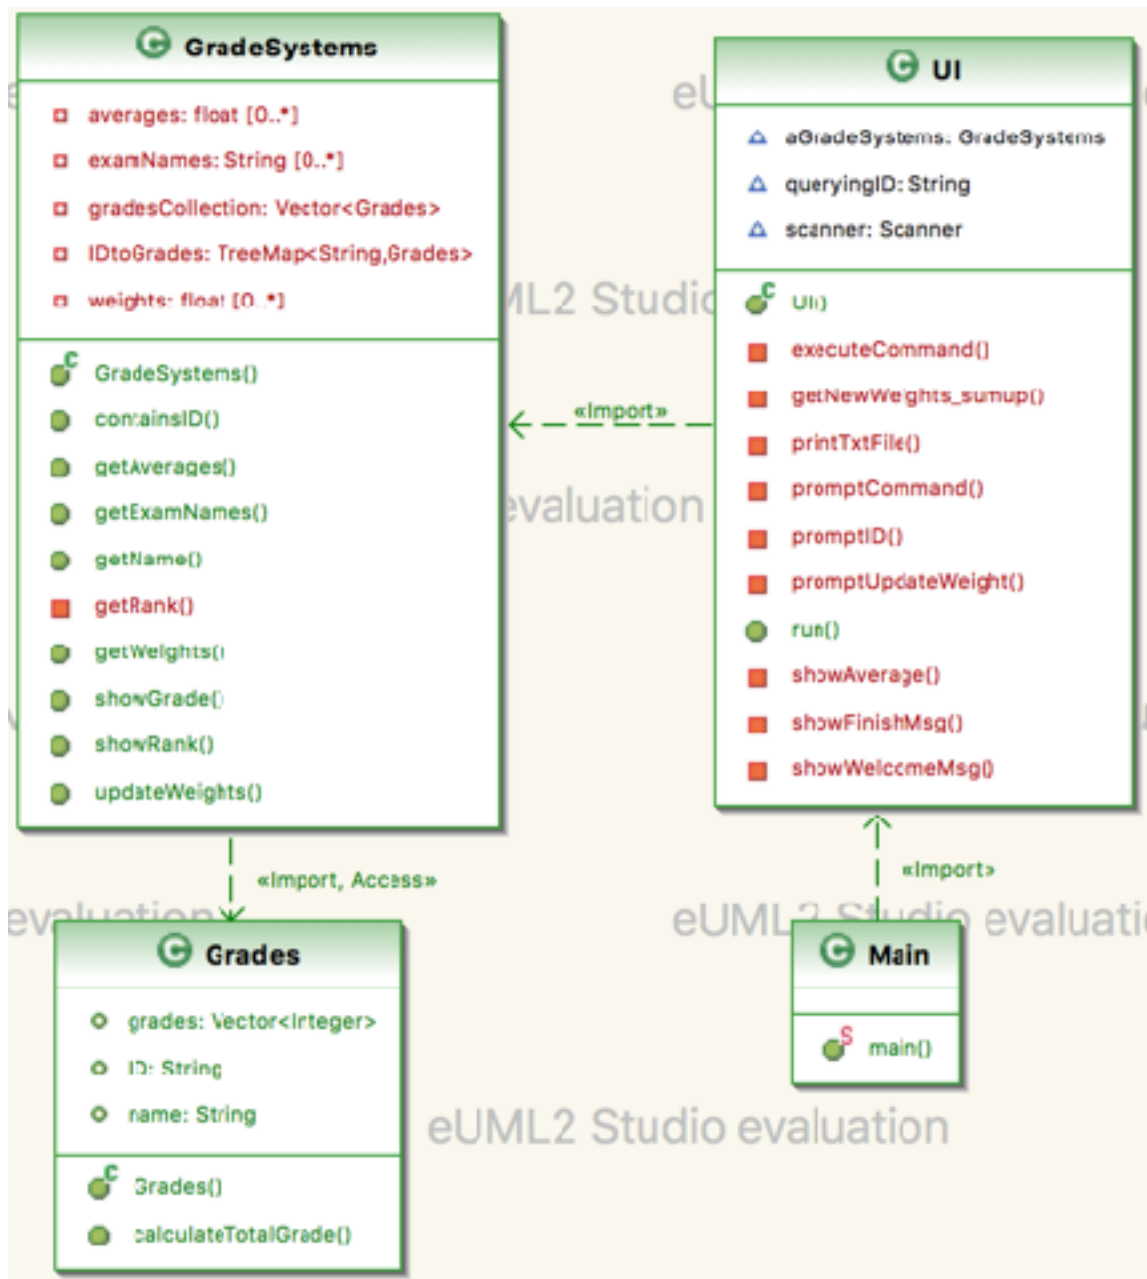 GradeSystems
averages: float [0..*]
examNames: String [0..*]
gradesCollection: Vector<Grades>
IDtoGrades: TreeMap<String,Grades>
weights: float [0..*]
GradeSystems()
containsID()
getAverages()
getExamNames()
getName()
getRank()
getWeights()
showGrade()
showRank()
updateWeights()
«Import»
UI
aGradeSystems: GradeSystems
queryingID: String
scanner: Scanner
UI()
executeCommand()
getNewWeights_sumup()
printTxtFile()
promptCommand()
promptID()
promptUpdateWeight()
run()
showAverage()
showFinishMsg()
showWelcomeMsg()
«Import, Access»
«Import»
Grades
grades: Vector<Integer>
ID: String
name: String
Grades()
calculateTotalGrade()
Main
main()
eUML2 Studio evaluation
eUML2 Studio evaluation